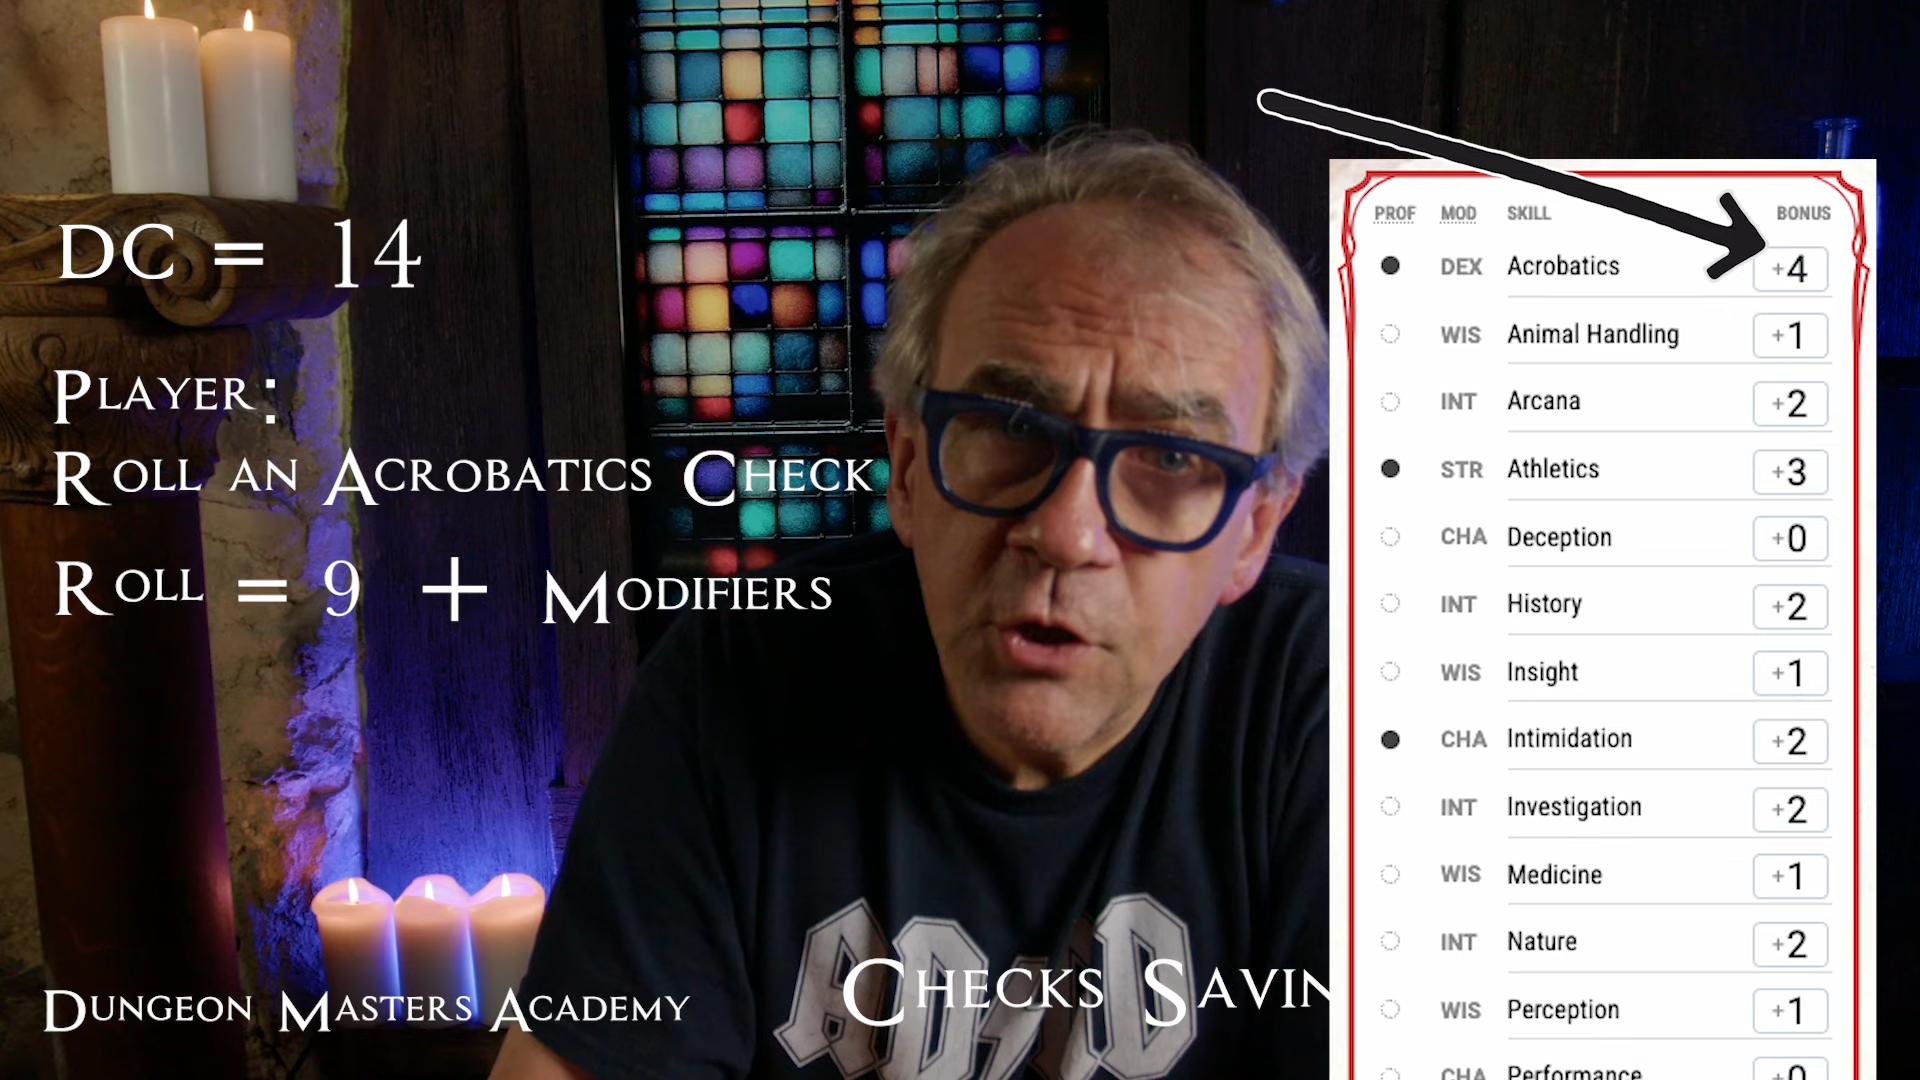 DC = 14
Player:
Roll an Acrobatics Check
Roll = 9 + Modifiers
Dungeon Masters Academy
Checks Savin
AD D
PROF MOD SKILL BONUS
DEX Acrobatics +4
WIS Animal Handling +1
INT Arcana +2
STR Athletics +3
CHA Deception +0
INT History +2
WIS Insight +1
CHA Intimidation +2
INT Investigation +2
WIS Medicine +1
INT Nature +2
WIS Perception +1
CHA Performance +0